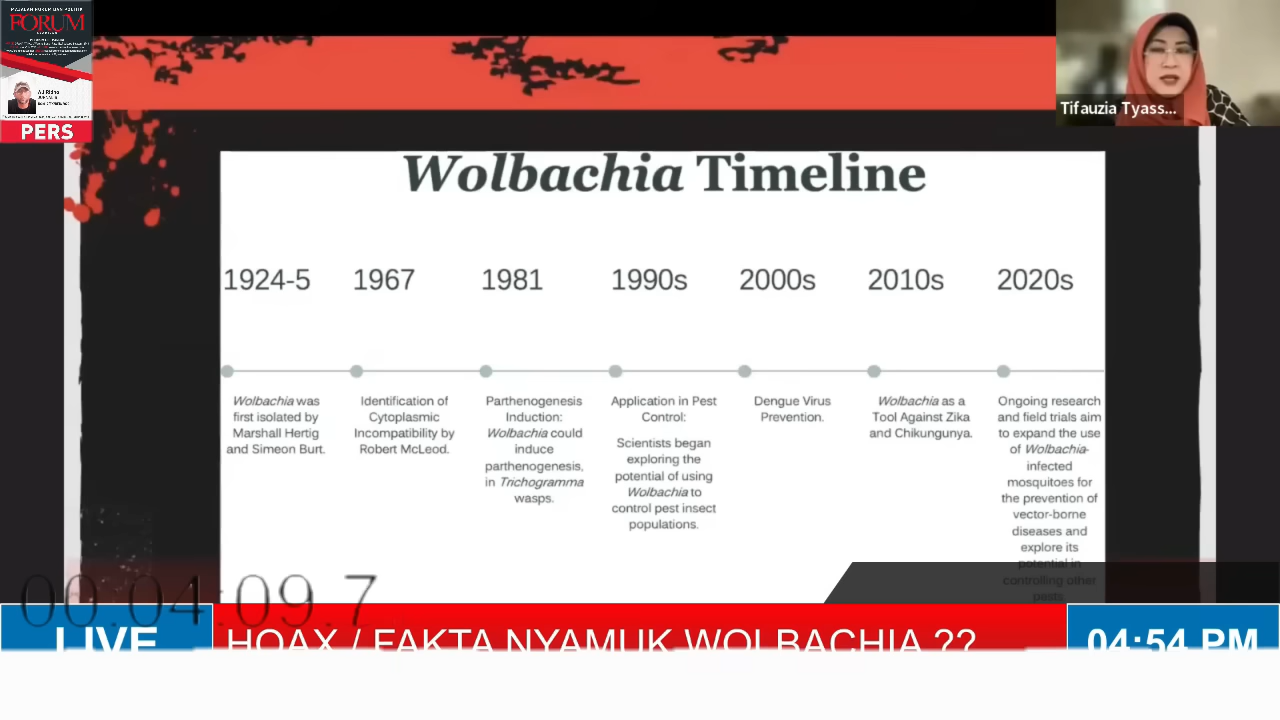 MAJALAH FORUM DAN POLITIK
FORUM
PERS
Tifauzia Tyass...
Wolbachia Timeline
1924-5
1967
1981
1990s
2000s
2010s
2020s
Wolbachia was
first isolated by
Marshall Hertig
and Simeon Burt.
Identification of
Cytoplasmic
Incompatibility by
Robert McLeod.
Parthenogenesis
Induction:
Wolbachia could
induce
parthenogenesis,
in Trichogramma
wasps.
Application in Pest
Control:
Scientists began
exploring the
potential of using
Wolbachia to
control pest insect
populations.
Dengue Virus
Prevention.
Wolbachia as a
Tool Against Zika
and Chikungunya.
Ongoing research
and field trials aim
to expand the use
of Wolbachia-
infected
mosquitoes for
the prevention of
vector-borne
diseases and
explore its
potential in
controlling other
pests.
00:04:09.7
LIVE
HOAX / FAKTA NYAMUK WOLBACHIA ??
04:54 PM